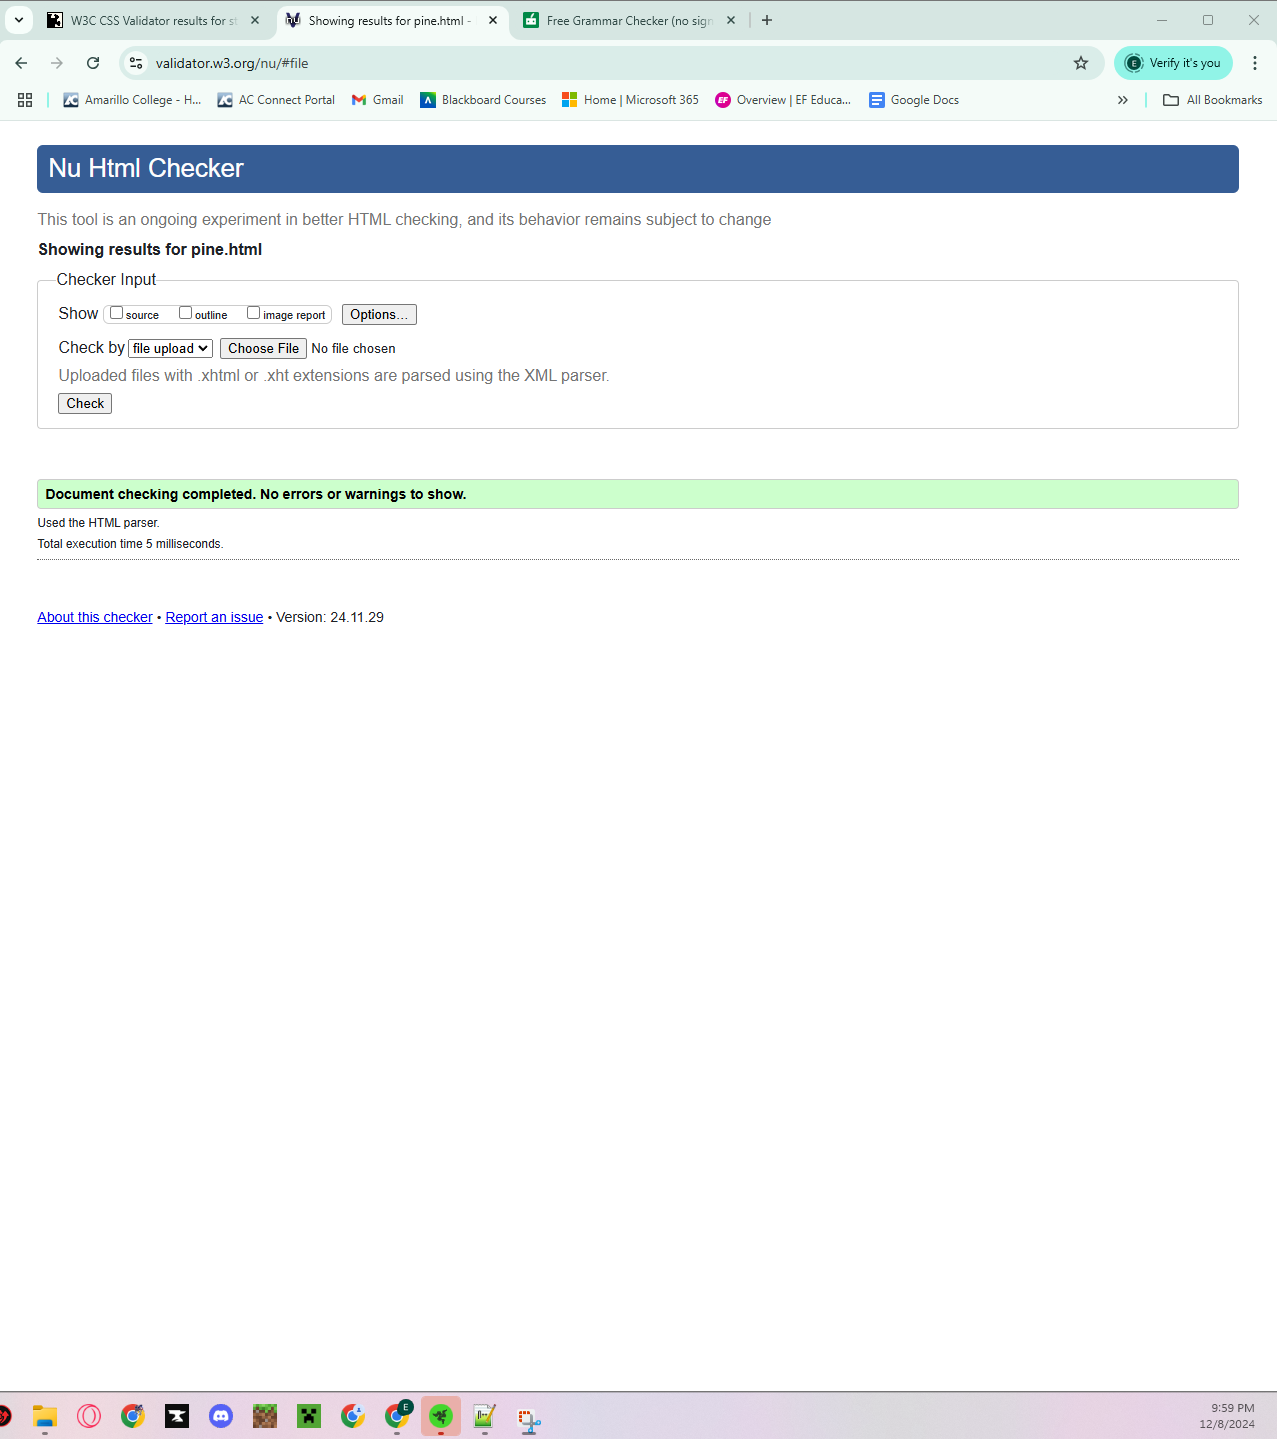 W3C CSS Validator results for st
Showing results for pine.html -
Free Grammar Checker (no sign
validator.w3.org/nu/#file
E
Verify it's you
Amarillo College - H...
AC Connect Portal
Gmail
Blackboard Courses
Home | Microsoft 365
EF
Overview | EF Educa...
Google Docs
All Bookmarks
Nu Html Checker
This tool is an ongoing experiment in better HTML checking, and its behavior remains subject to change
Showing results for pine.html
Checker Input
Show source outline image report Options...
Check by file upload Choose File No file chosen
Uploaded files with .xhtml or .xht extensions are parsed using the XML parser.
Check
Document checking completed. No errors or warnings to show.
Used the HTML parser.
Total execution time 5 milliseconds.
About this checker • Report an issue • Version: 24.11.29
E
9:59 PM
12/8/2024